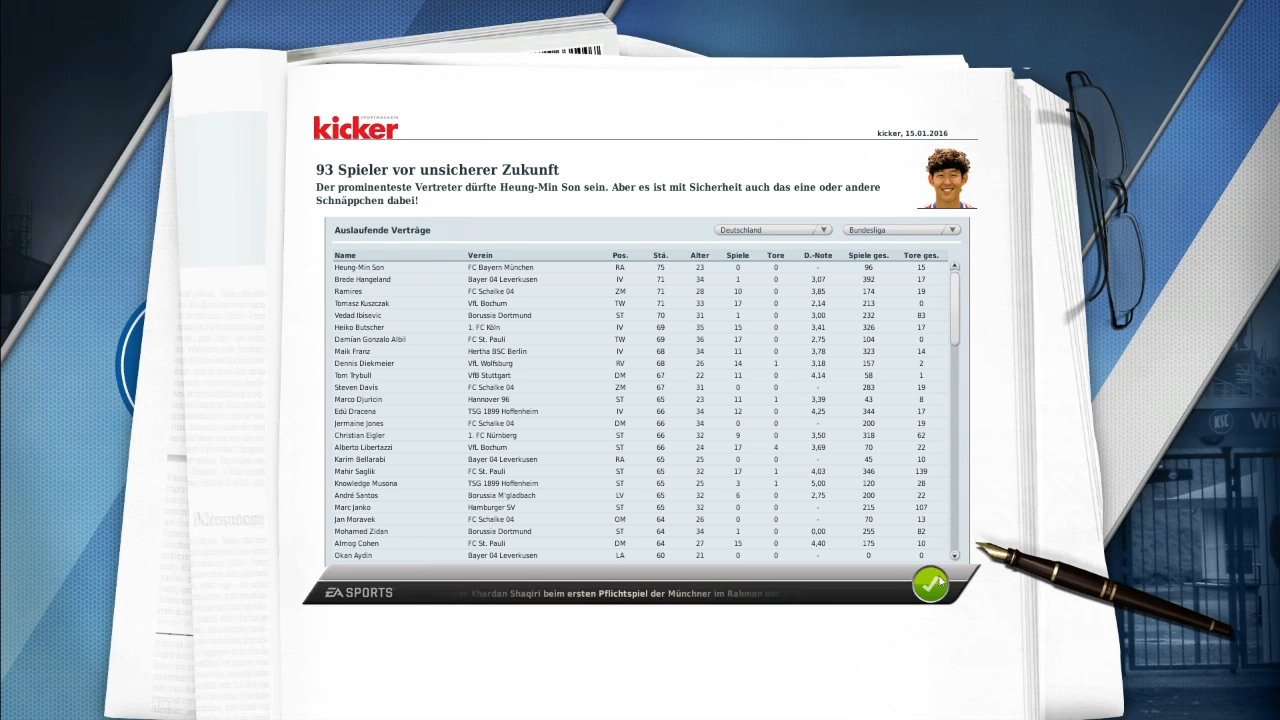 SPORTMAGAZIN
kicker
kicker, 15.01.2016
93 Spieler vor unsicherer Zukunft
Der prominenteste Vertreter dürfte Heung-Min Son sein. Aber es ist mit Sicherheit auch das eine oder andere
Schnäppchen dabei!
Auslaufende Verträge Deutschland Bundesliga
Name Verein Pos. Stä. Alter Spiele Tore D.-Note Spiele ges. Tore ges.
Heung-Min Son FC Bayern München RA 75 23 0 0 - 96 15
Brede Hangeland Bayer 04 Leverkusen IV 71 34 1 0 3,07 392 17
Ramires FC Schalke 04 ZM 71 28 10 0 3,85 174 19
Tomasz Kuszczak VfL Bochum TW 71 33 17 0 2,14 213 0
Vedad Ibisevic Borussia Dortmund ST 70 31 1 0 3,00 232 83
Heiko Butscher 1. FC Köln IV 69 35 15 0 3,41 326 17
Damían Gonzalo Albil FC St. Pauli TW 69 36 17 0 2,75 104 0
Maik Franz Hertha BSC Berlin IV 68 34 11 0 3,78 323 14
Dennis Diekmeier VfL Wolfsburg RV 68 26 14 1 3,18 157 2
Tom Trybull VfB Stuttgart DM 67 22 11 0 4,14 58 1
Steven Davis FC Schalke 04 ZM 67 31 0 0 - 283 19
Marco Djuricin Hannover 96 ST 65 23 11 1 3,39 43 8
Edú Dracena TSG 1899 Hoffenheim IV 66 34 12 0 4,25 344 17
Jermaine Jones FC Schalke 04 DM 66 34 0 0 - 200 19
Christian Eigler 1. FC Nürnberg ST 66 32 9 0 3,50 318 62
Alberto Libertazzi VfL Bochum ST 66 24 17 4 3,69 70 22
Karim Bellarabi Bayer 04 Leverkusen RA 65 25 0 0 - 45 10
Mahir Saglik FC St. Pauli ST 65 32 17 1 4,03 346 139
Knowledge Musona TSG 1899 Hoffenheim ST 65 25 3 1 5,00 120 28
André Santos Borussia M'gladbach LV 65 32 6 0 2,75 200 22
Marc Janko Hamburger SV ST 65 32 0 0 - 215 107
Jan Moravek FC Schalke 04 OM 64 26 0 0 - 70 13
Mohamed Zidan Borussia Dortmund ST 64 34 1 0 0,00 255 82
Almog Cohen FC St. Pauli DM 64 27 15 0 4,40 175 10
Okan Aydin Bayer 04 Leverkusen LA 60 21 0 0 - 0 0
EA SPORTS Kherdan Shaqiri beim ersten Pflichtspiel der Münchner im Rahmen
KSC